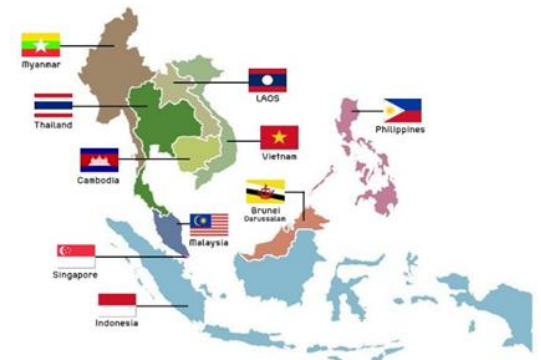 Myanmar
LAOS
Thailand
Philippines
Vietnam
Cambodia
Brunei
Darussalam
Malaysia
Singapore
Indonesia